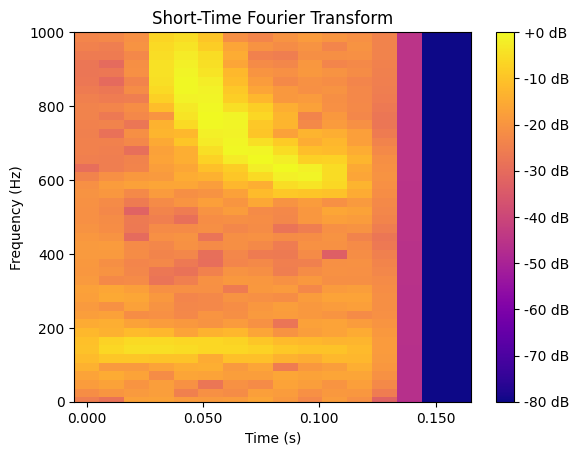 Short-Time Fourier Transform
1000
800
600
400
200
0
Frequency (Hz)
0.000
0.050
0.100
0.150
Time (s)
+0 dB
-10 dB
-20 dB
-30 dB
-40 dB
-50 dB
-60 dB
-70 dB
-80 dB